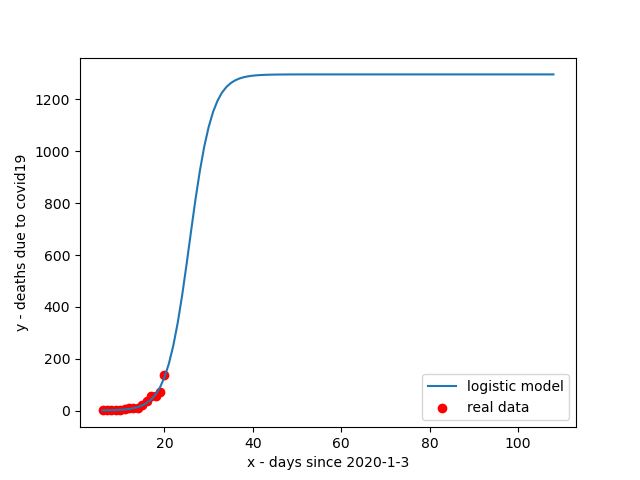 1200
1000
800
600
400
200
0
y - deaths due to covid19
logistic model
real data
20 40 60 80 100
x - days since 2020-1-3